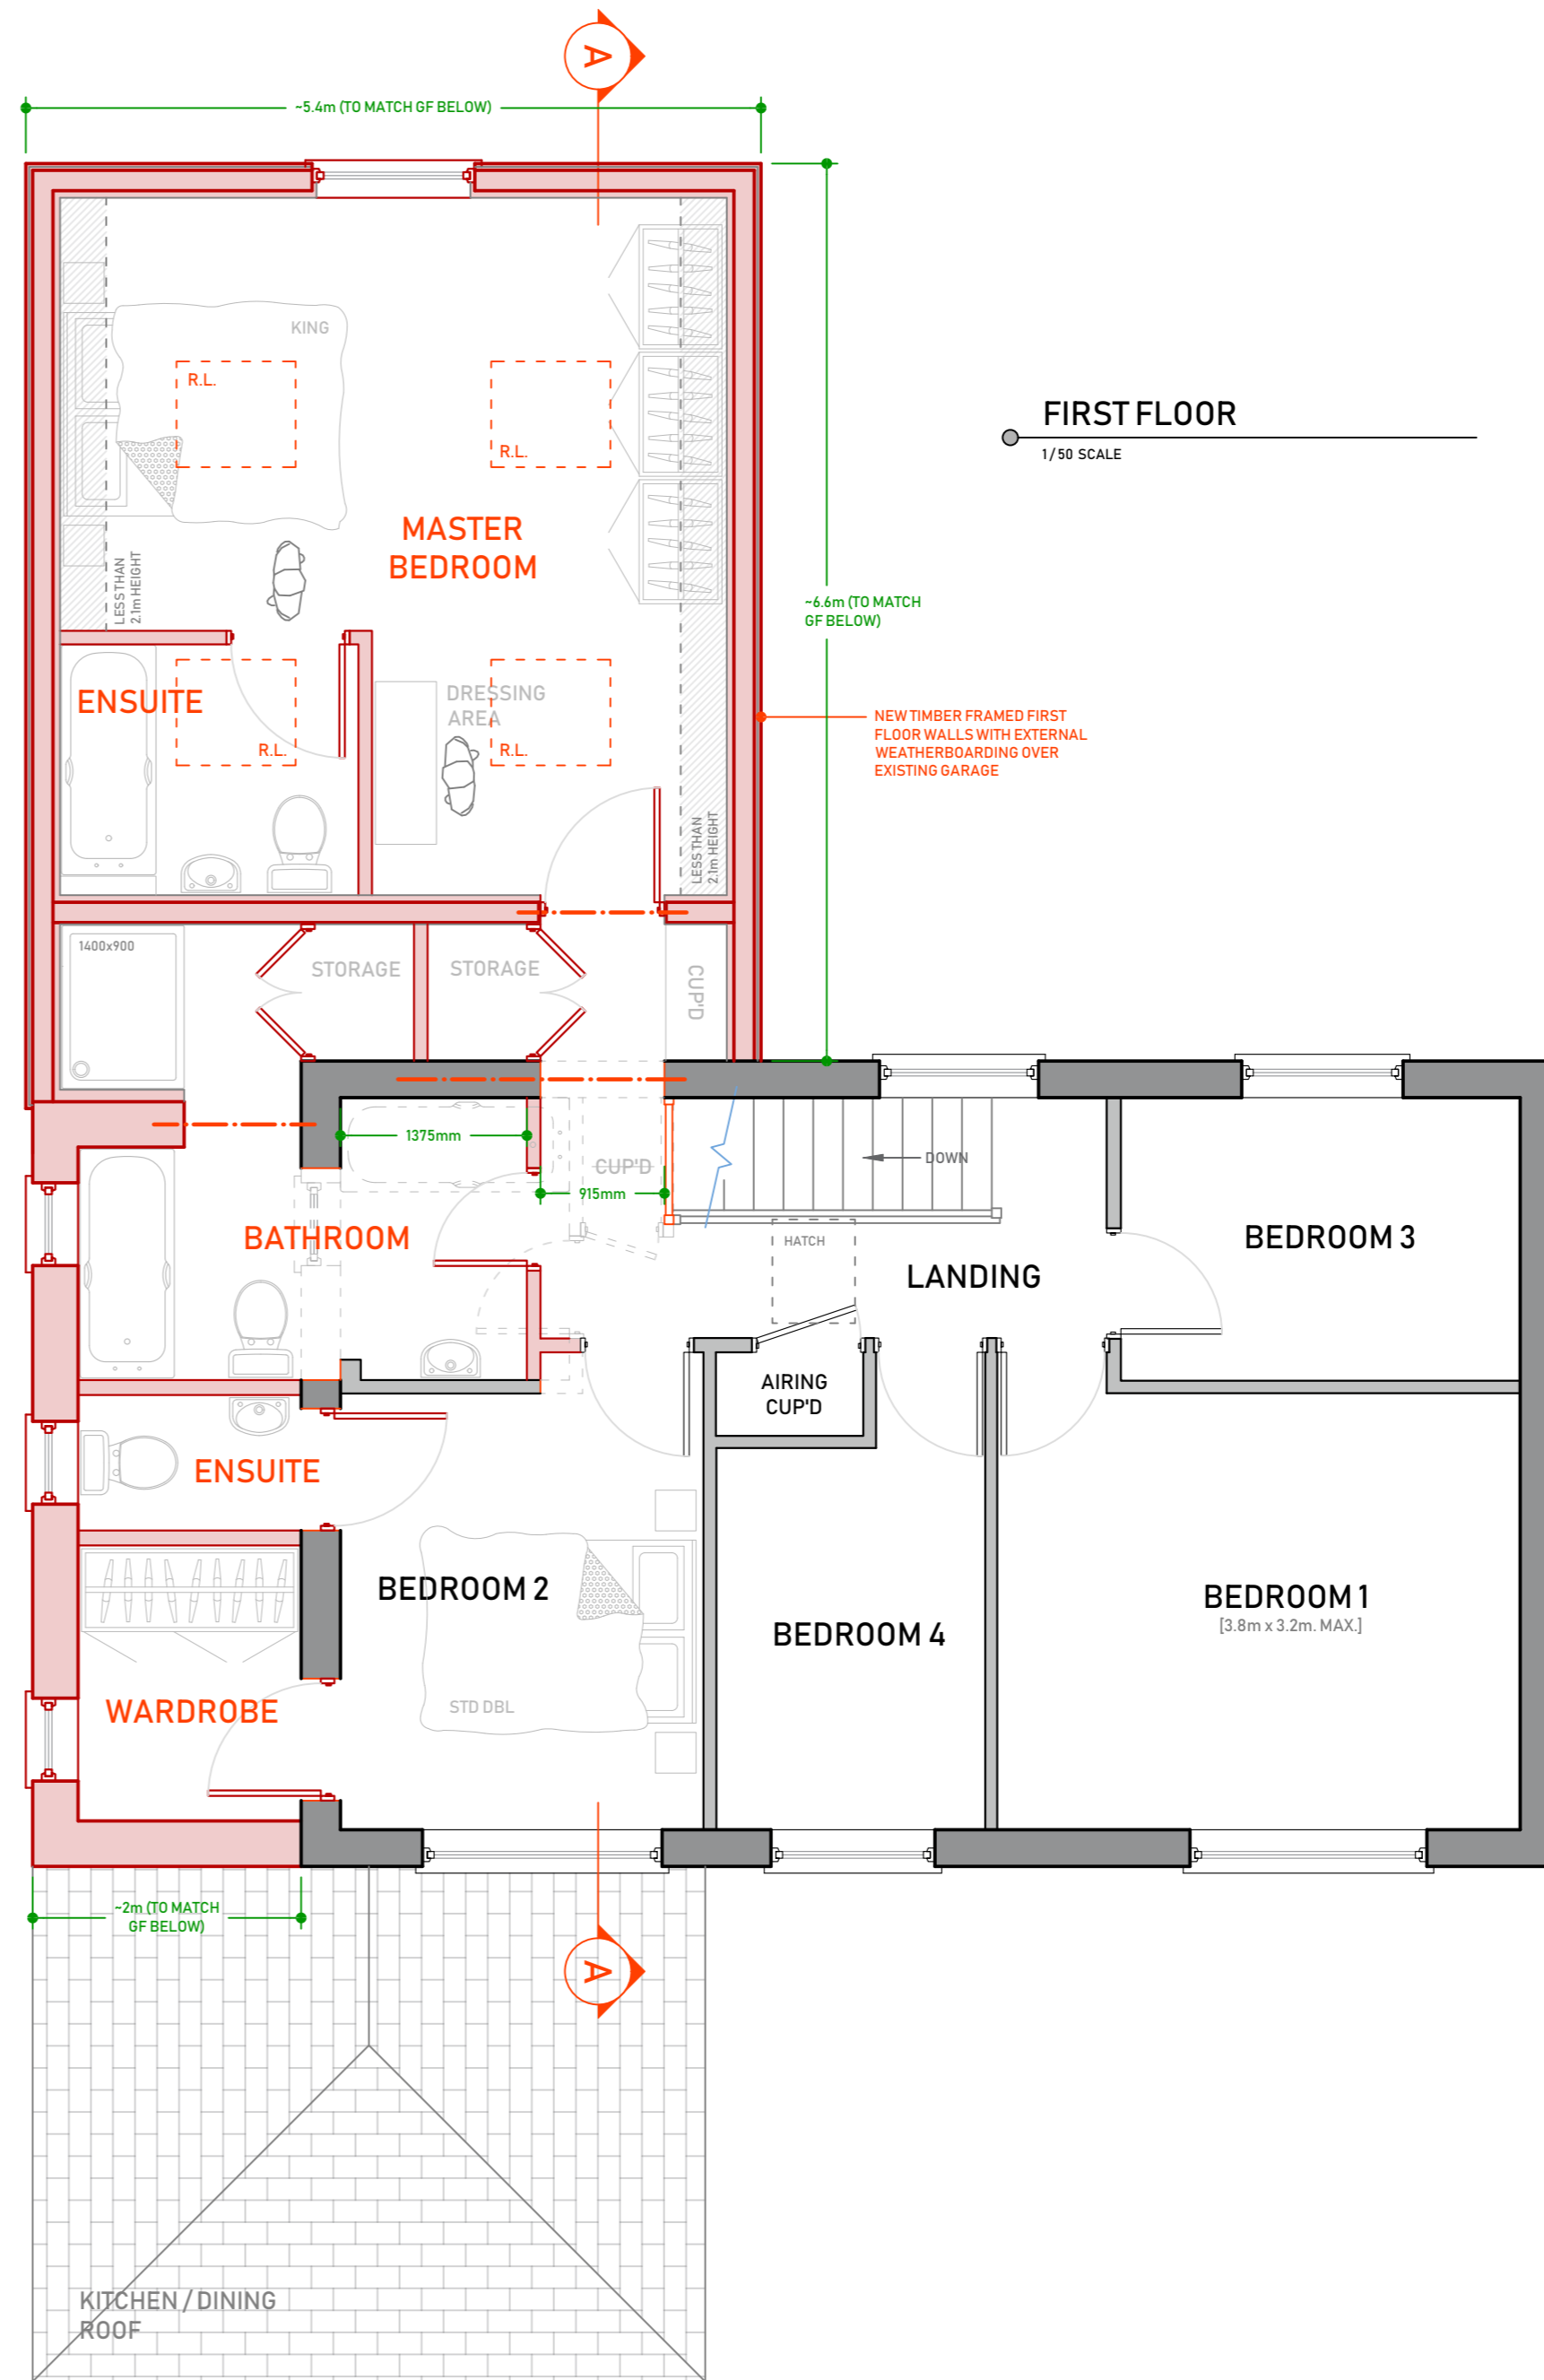 A
~5.4m (TO MATCH GF BELOW)
KING
R.L.
R.L.
FIRST FLOOR
1/50 SCALE
MASTER
BEDROOM
LESS THAN
2.1m HEIGHT
~6.6m (TO MATCH
GF BELOW)
ENSUITE
R.L.
DRESSING
AREA
R.L.
NEW TIMBER FRAMED FIRST
FLOOR WALLS WITH EXTERNAL
WEATHERBOARDING OVER
EXISTING GARAGE
LESS THAN
2.1m HEIGHT
1400x900
STORAGE
STORAGE
CUP'D
1375mm
CUP'D
915mm
DOWN
HATCH
BATHROOM
LANDING
BEDROOM 3
AIRING
CUP'D
ENSUITE
BEDROOM 2
BEDROOM 4
BEDROOM 1
[3.8m x 3.2m. MAX.]
WARDROBE
STD DBL
~2m (TO MATCH
GF BELOW)
A
KITCHEN / DINING
ROOF